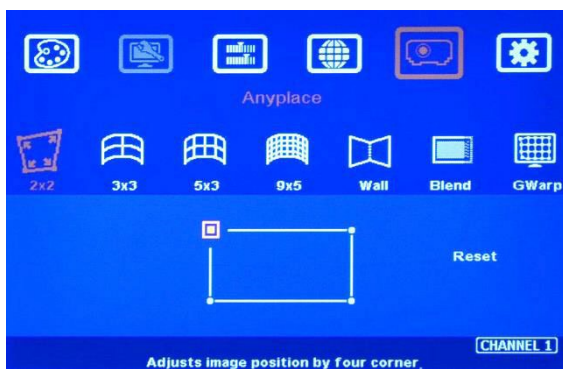 Anyplace
2x2 3x3 5x3 9x5 Wall Blend GWarp
Reset
CHANNEL 1
Adjusts image position by four corner.